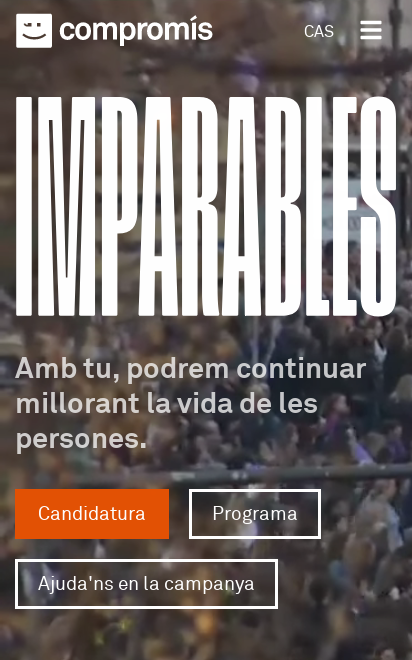 compromís
CAS
IMPARABLES
Amb tu, podrem continuar
millorant la vida de les
persones.
Candidatura
Programa
Ajuda'ns en la campanya